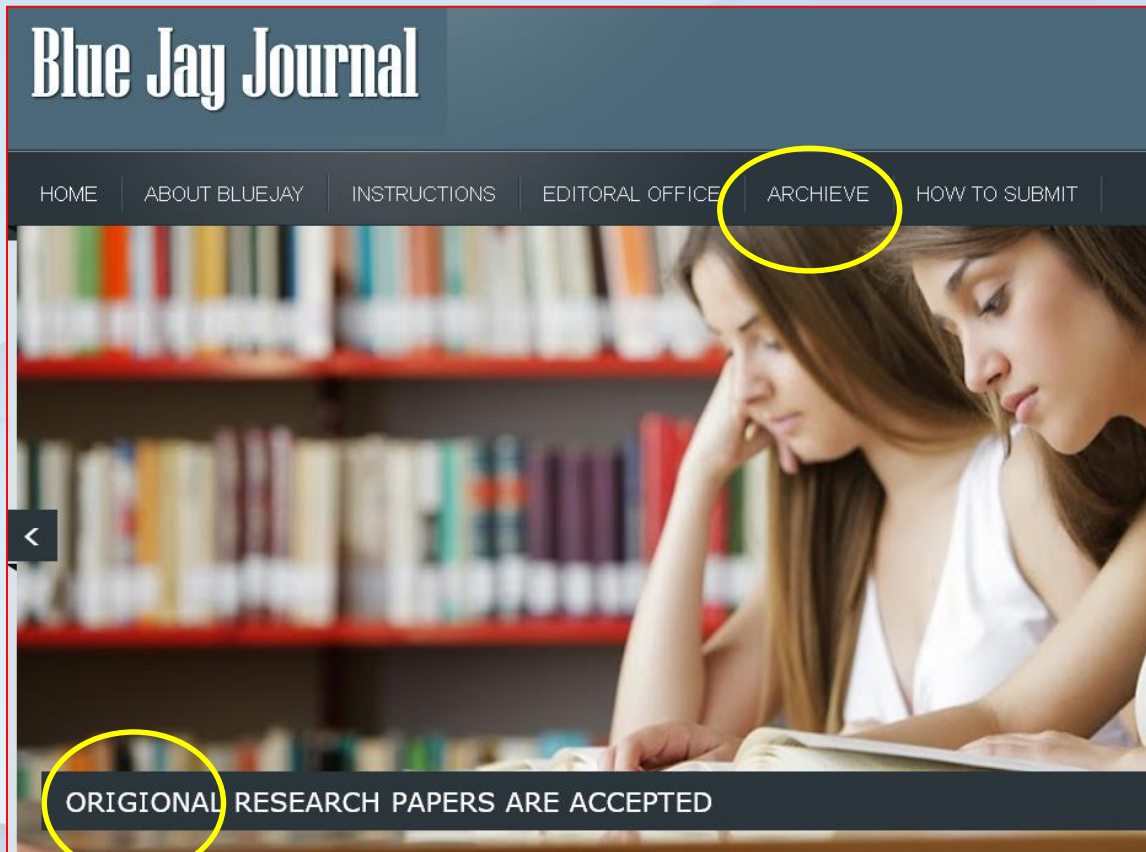 Blue Jay Journal
HOME ABOUT BLUEJAY INSTRUCTIONS EDITORAL OFFICE ARCHIEVE HOW TO SUBMIT
ORIGIONAL RESEARCH PAPERS ARE ACCEPTED